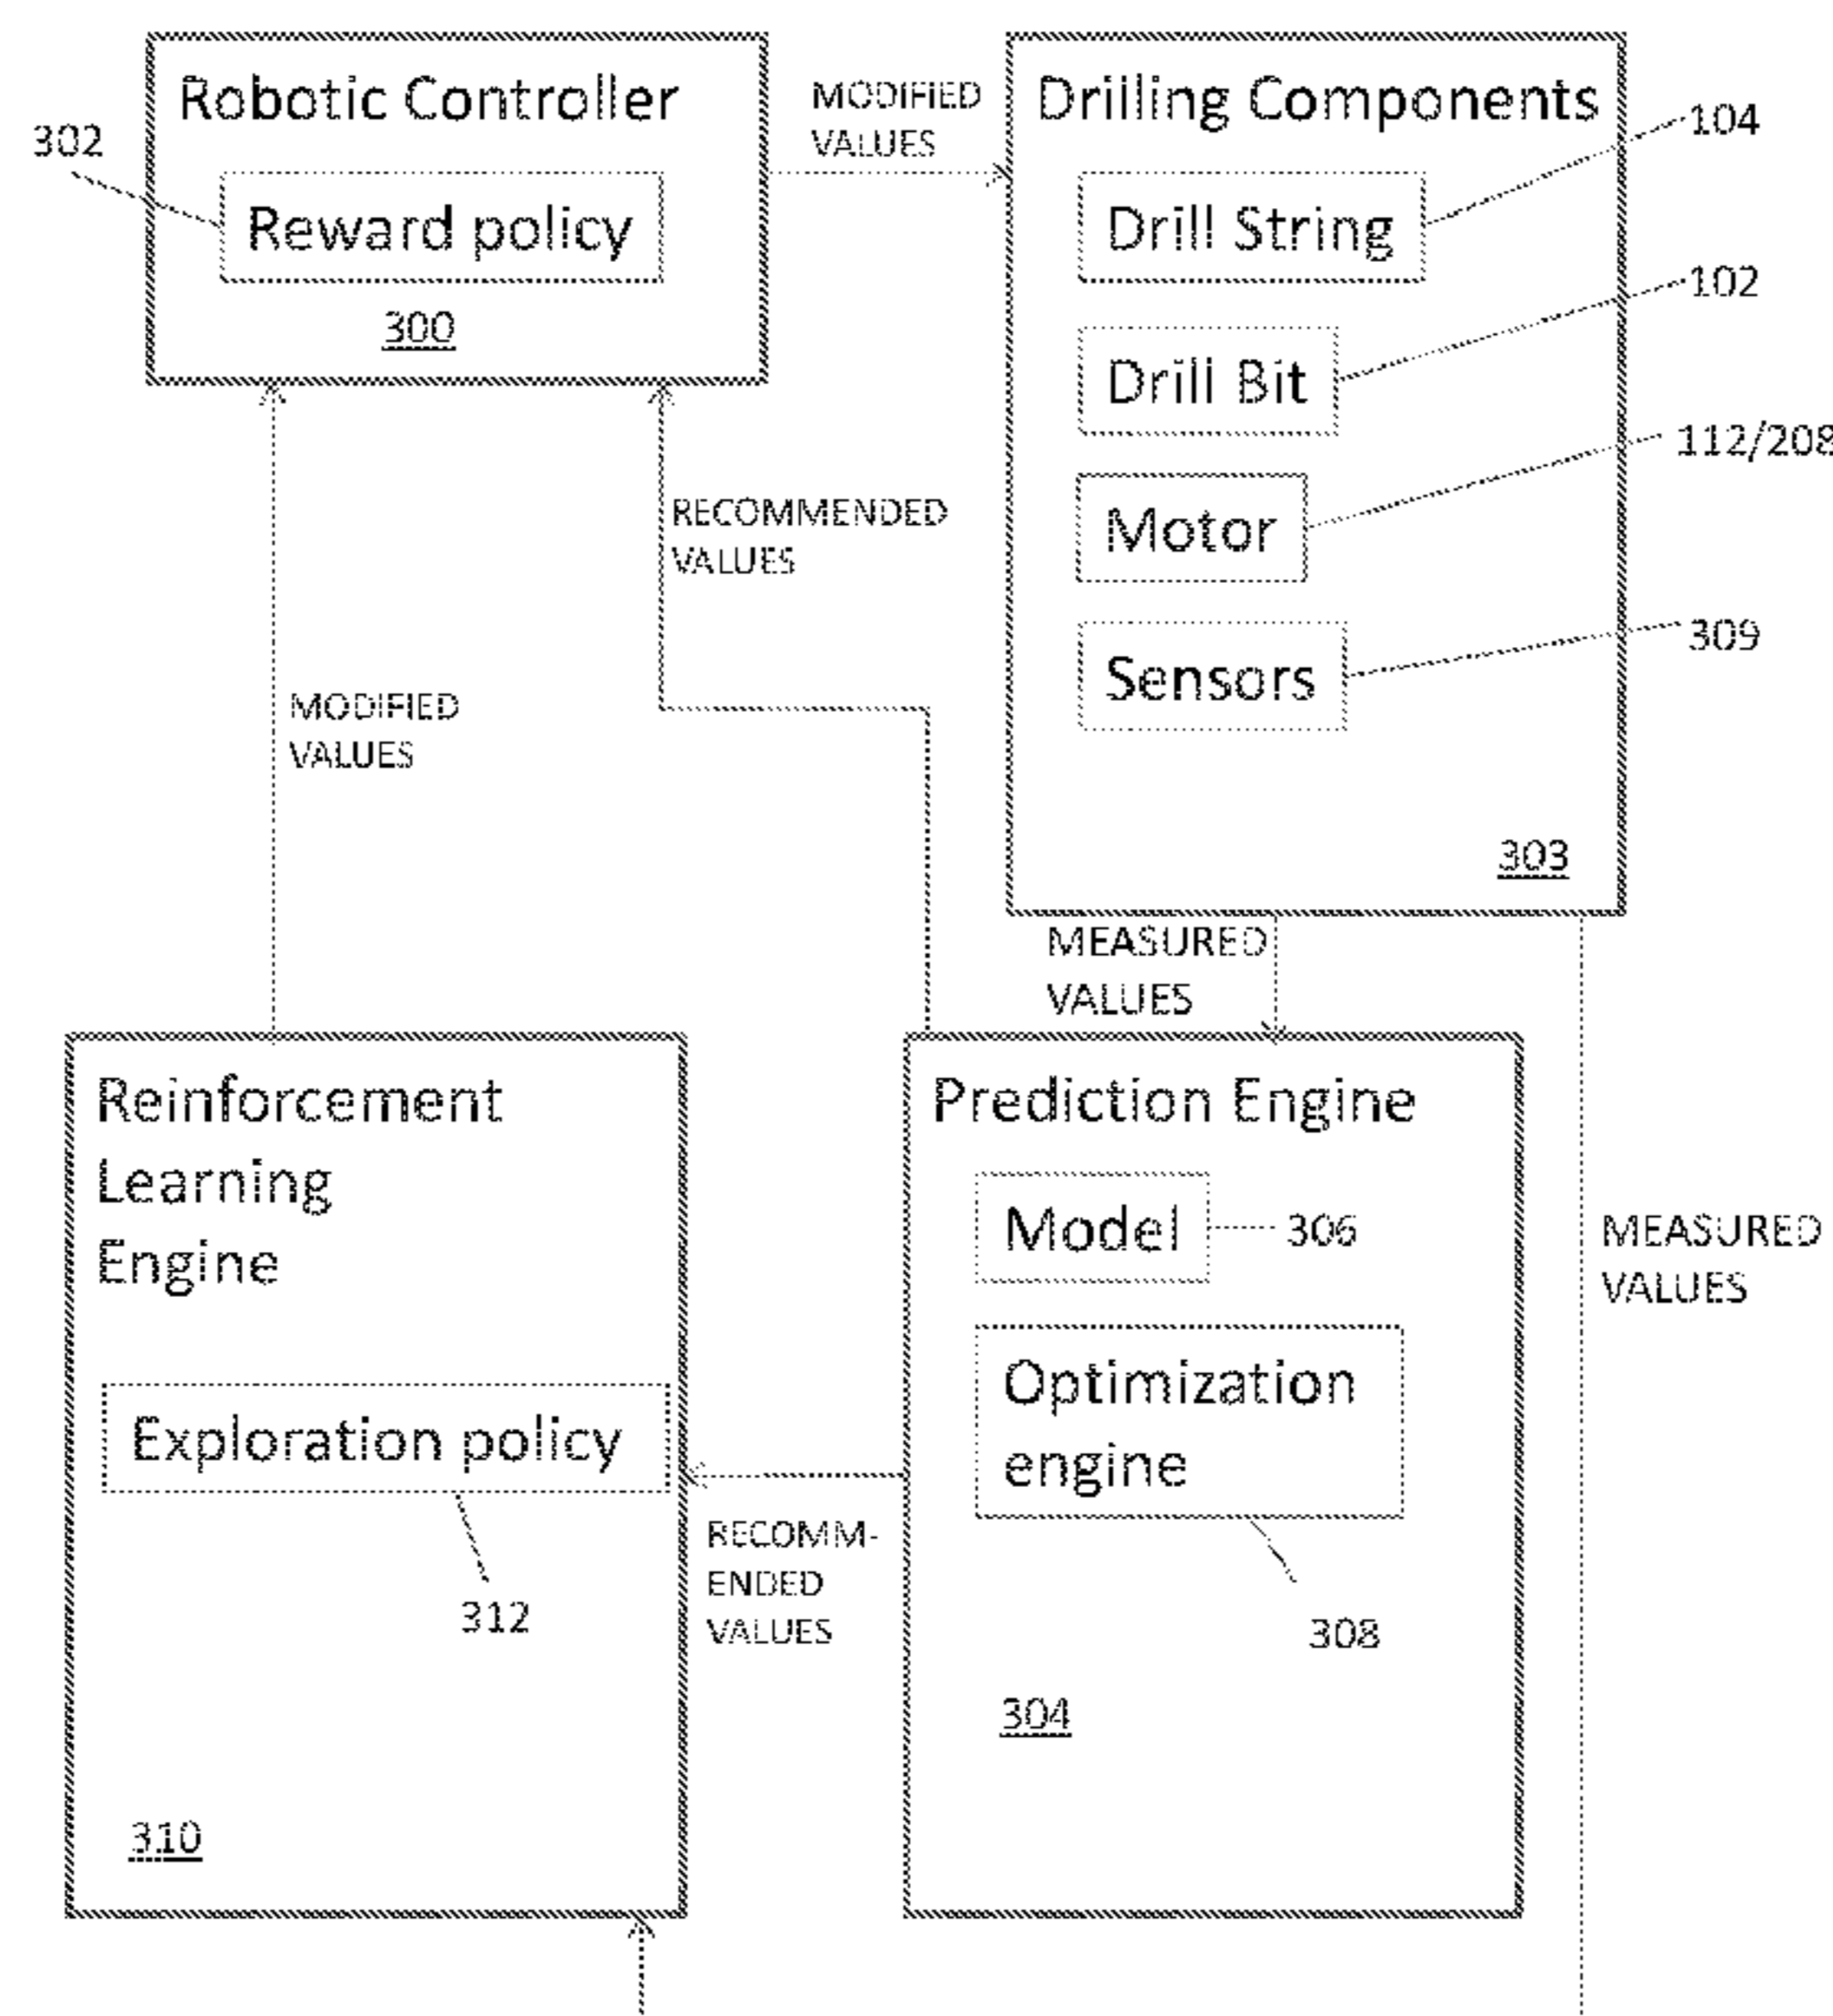 Robotic Controller
302
Reward policy
300
MODIFIED
VALUES
Drilling Components
Drill String
104
Drill Bit
102
Motor
112/208
Sensors
309
303
RECOMMENDED
VALUES
MODIFIED
VALUES
MEASURED
VALUES
Reinforcement
Learning
Engine
Exploration policy
312
310
RECOMM-
ENDED
VALUES
Prediction Engine
Model
306
Optimization
engine
308
304
MEASURED
VALUES